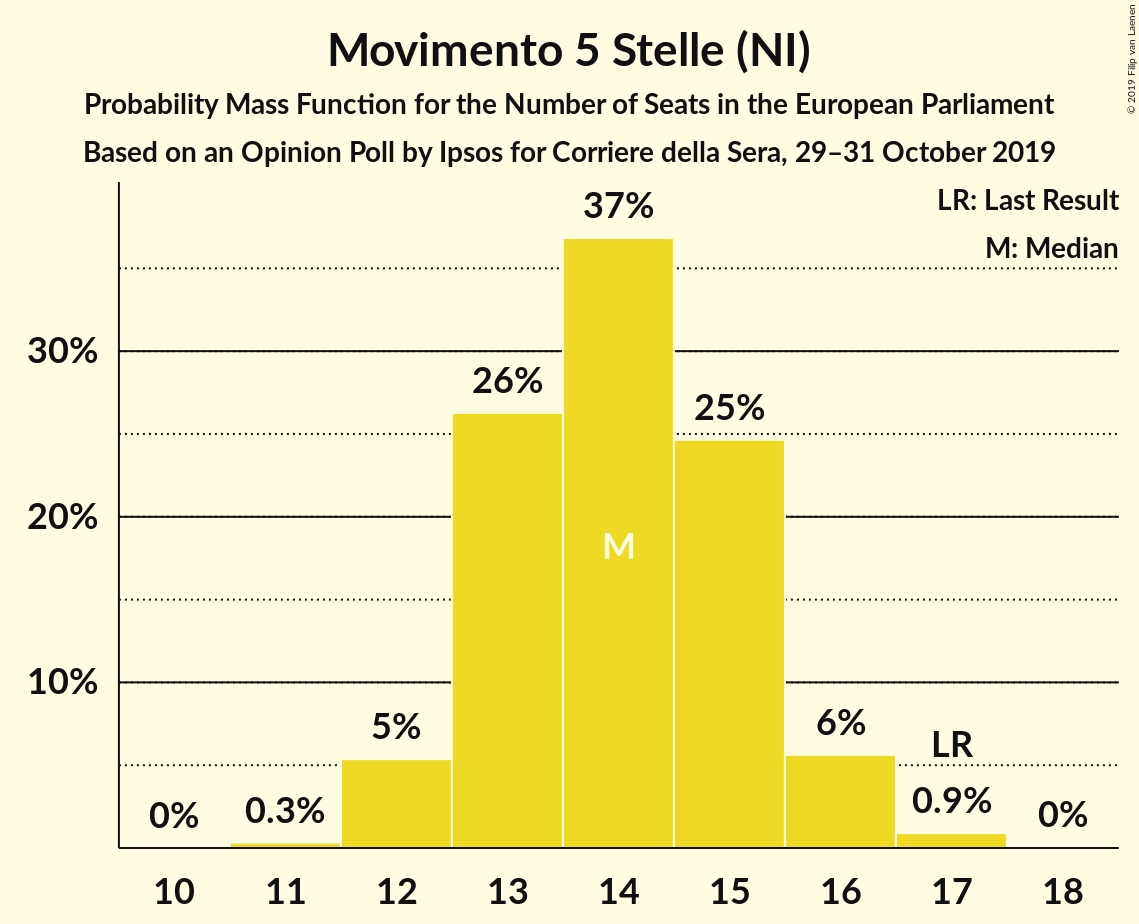 Movimento 5 Stelle (NI)
Probability Mass Function for the Number of Seats in the European Parliament
Based on an Opinion Poll by Ipsos for Corriere della Sera, 29–31 October 2019
© 2019 Filip van Laenen
LR: Last Result
M: Median
30%
20%
10%
0%
0.3%
5%
26%
37%
M
25%
6%
LR
0.9%
0%
10 11 12 13 14 15 16 17 18